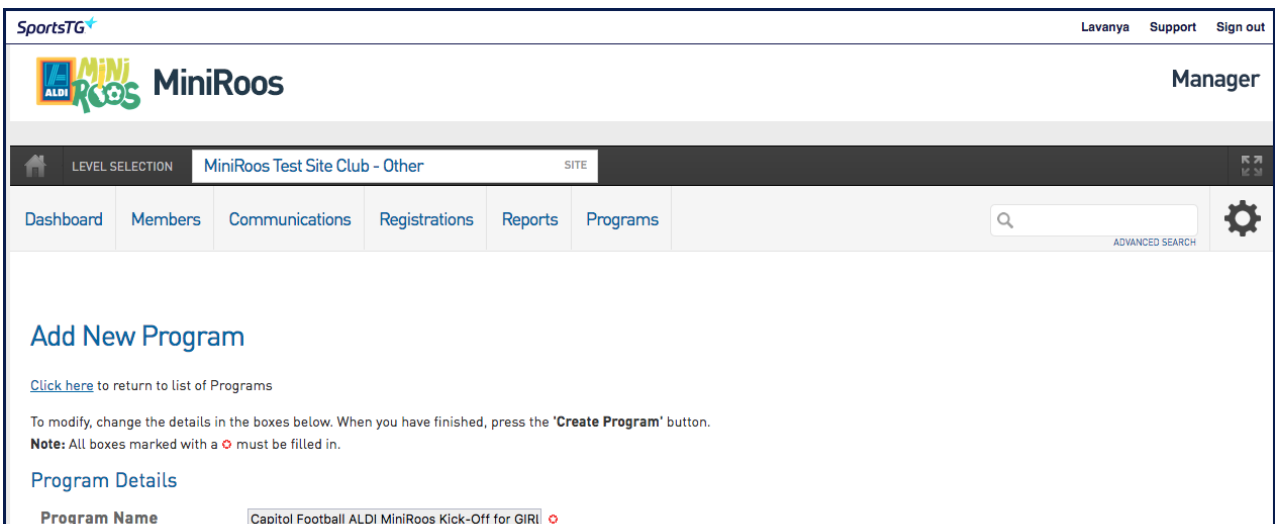 SportsTG Lavanya Support Sign out
ALDI MiNi ROOS MiniRoos Manager
LEVEL SELECTION MiniRoos Test Site Club - Other SITE
Dashboard Members Communications Registrations Reports Programs
ADVANCED SEARCH
Add New Program
Click here to return to list of Programs
To modify, change the details in the boxes below. When you have finished, press the 'Create Program' button.
Note: All boxes marked with a must be filled in.
Program Details
Program Name Capitol Football ALDI MiniRoos Kick-Off for GIRL